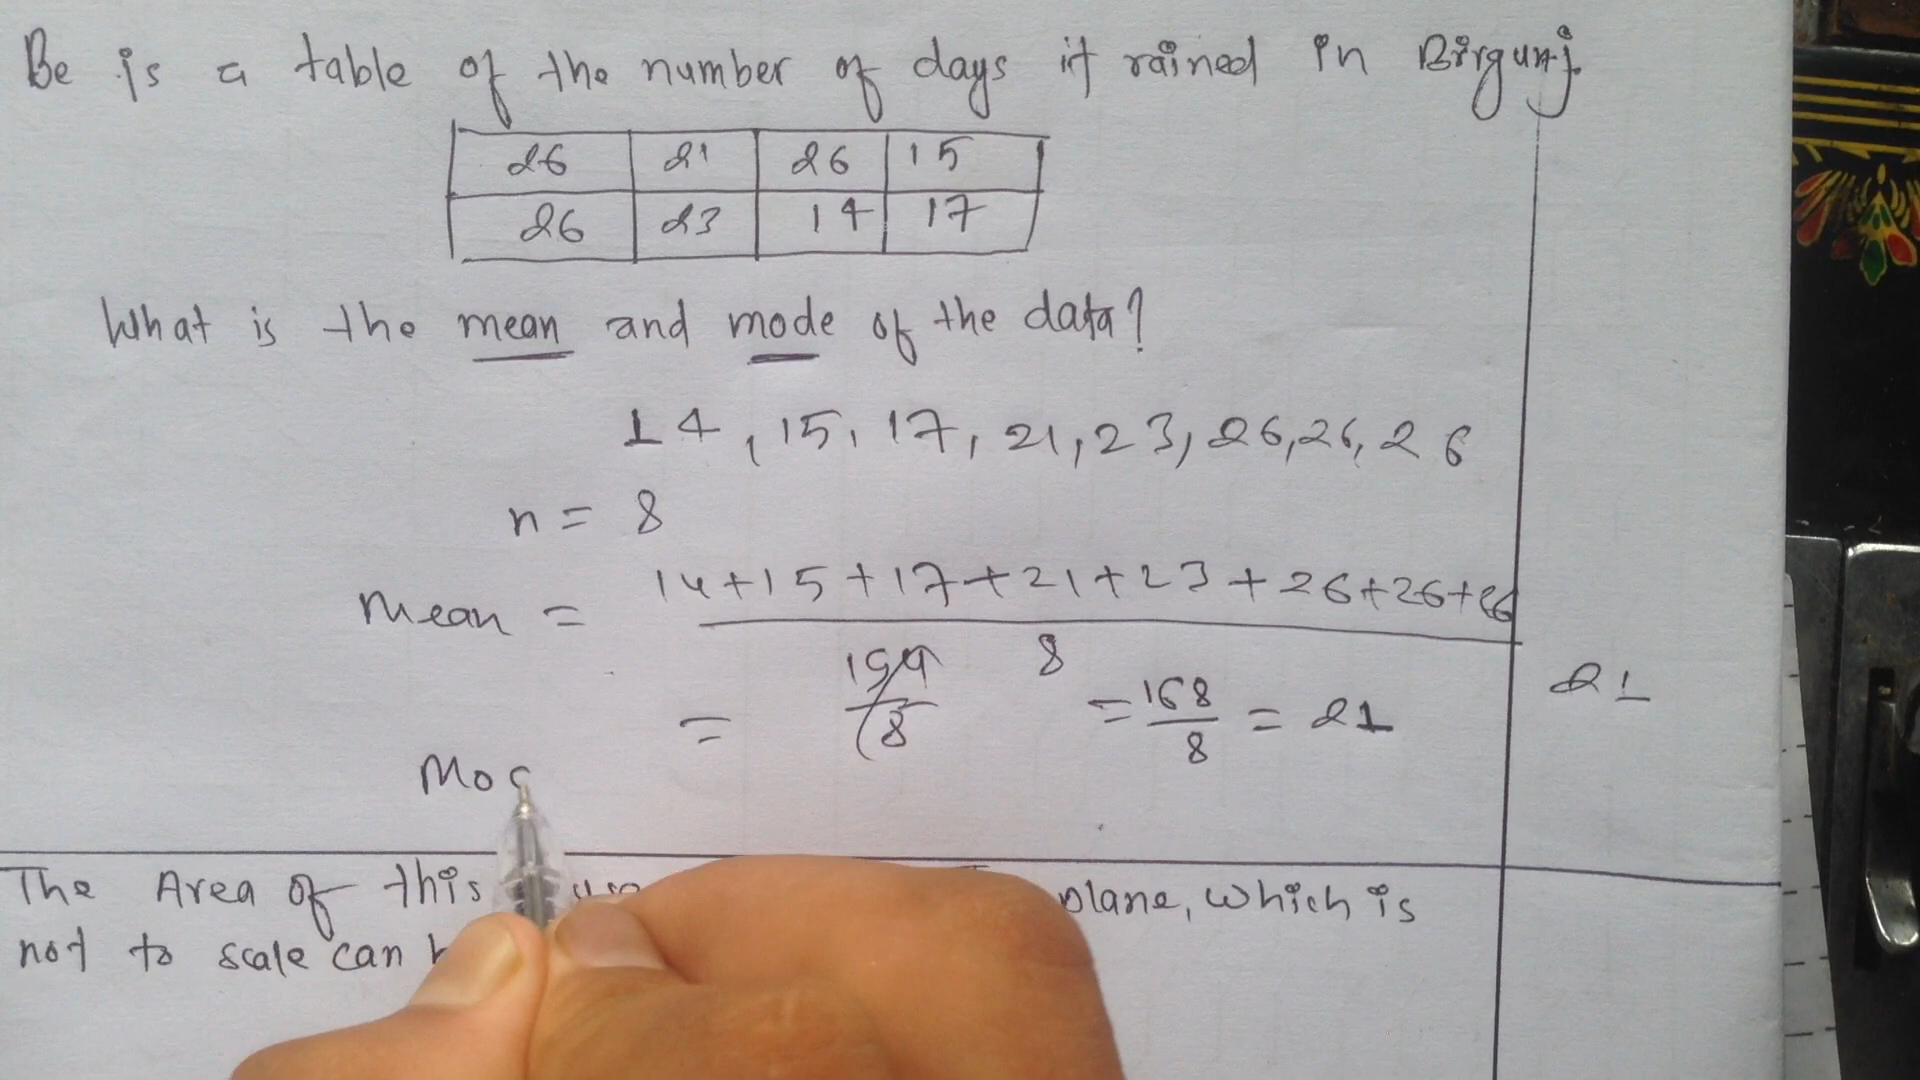 Be is a table of the number of days it rained in Birgunj.
26 21 26 15
26 23 14 17
What is the mean and mode of the data?
14, 15, 17, 21, 23, 26, 26, 26
n = 8
Mean = 14+15+17+21+23+26+26+26
8
= 168/8 = 21
21
Mo
The Area of this plane, which is
not to scale can